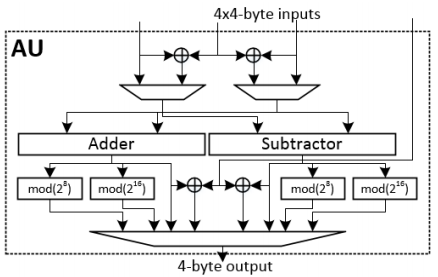 4x4-byte inputs
AU
Adder
Subtractor
mod(2⁸)
mod(2¹⁶)
mod(2⁸)
mod(2¹⁶)
4-byte output